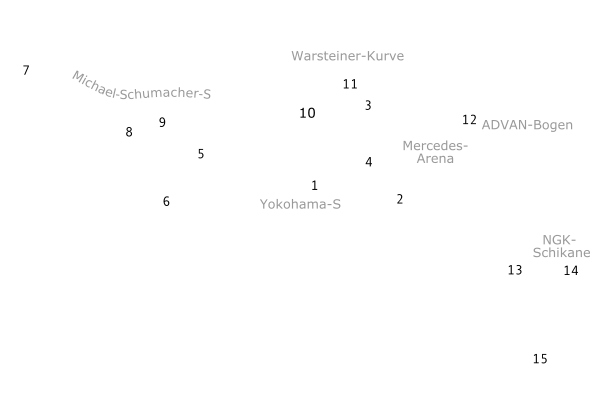 Warsteiner-Kurve
7
Michael-Schumacher-S
11
3
10
12
ADVAN-Bogen
9
8
Mercedes-
Arena
5
4
1
2
6
Yokohama-S
NGK-
Schikane
13
14
15